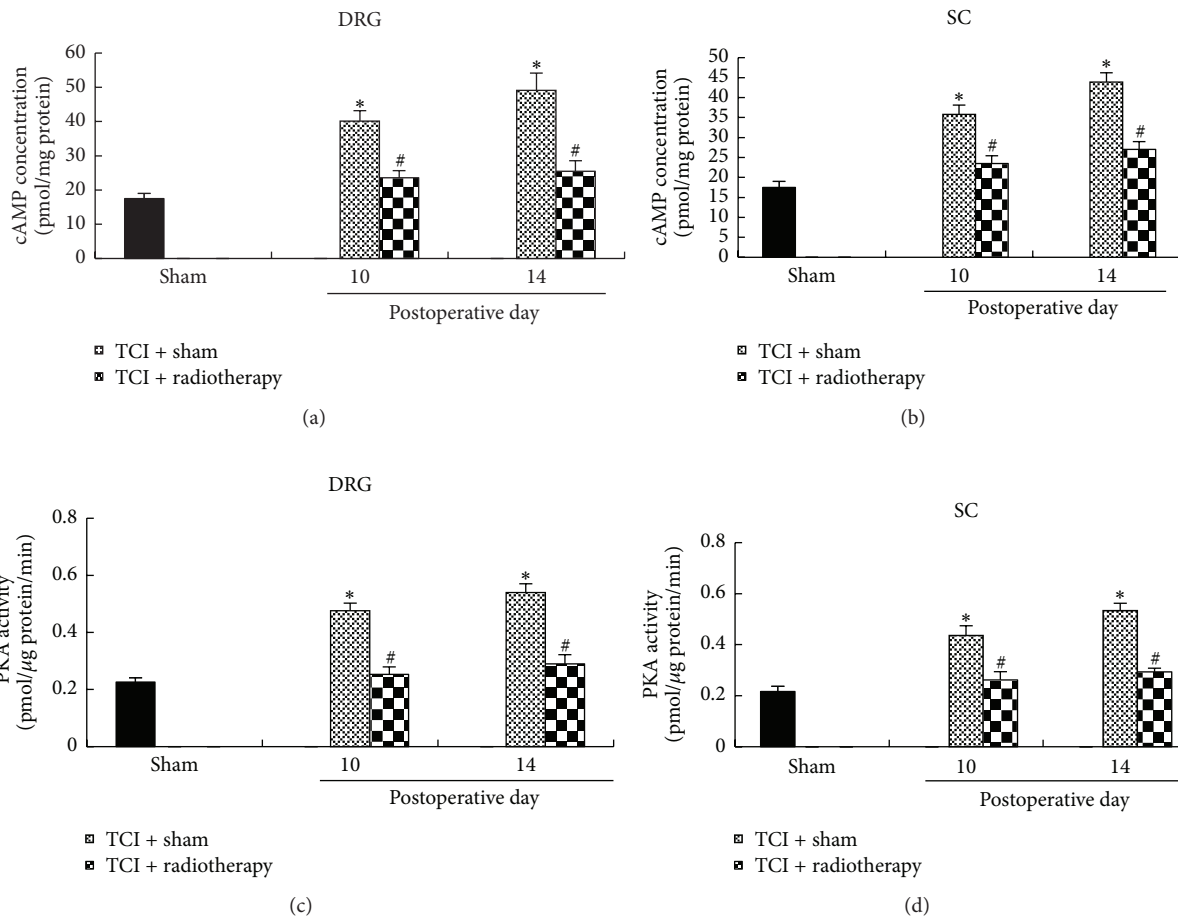 DRG
cAMP concentration
(pmol/mg protein)
60
50
40
30
20
10
0
*
#
*
#
Sham
10
14
Postoperative day
TCI + sham
TCI + radiotherapy
(a)
SC
cAMP concentration
(pmol/mg protein)
50
45
40
35
30
25
20
15
10
5
0
*
#
*
#
Sham
10
14
Postoperative day
TCI + sham
TCI + radiotherapy
(b)
DRG
PKA activity
(pmol/μg protein/min)
0.8
0.6
0.4
0.2
0
*
#
*
#
Sham
10
14
Postoperative day
TCI + sham
TCI + radiotherapy
(c)
SC
PKA activity
(pmol/μg protein/min)
0.8
0.6
0.4
0.2
0
*
#
*
#
Sham
10
14
Postoperative day
TCI + sham
TCI + radiotherapy
(d)